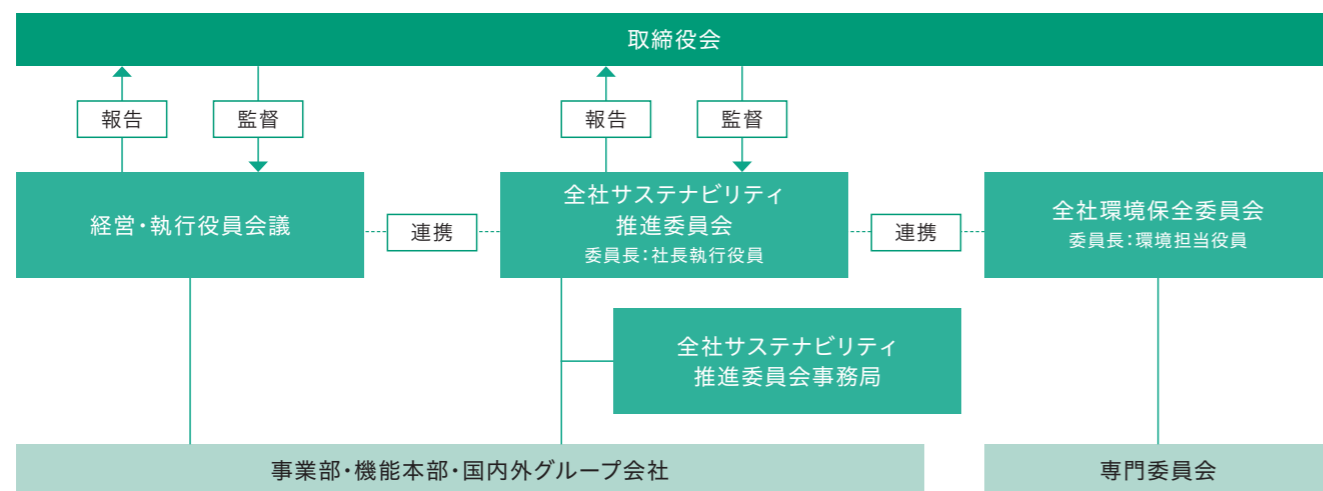 取締役会
報告
監督
報告
監督
経営・執行役員会議
連携
全社サステナビリティ
推進委員会
委員長：社長執行役員
連携
全社環境保全委員会
委員長：環境担当役員
全社サステナビリティ
推進委員会事務局
事業部・機能本部・国内外グループ会社
専門委員会